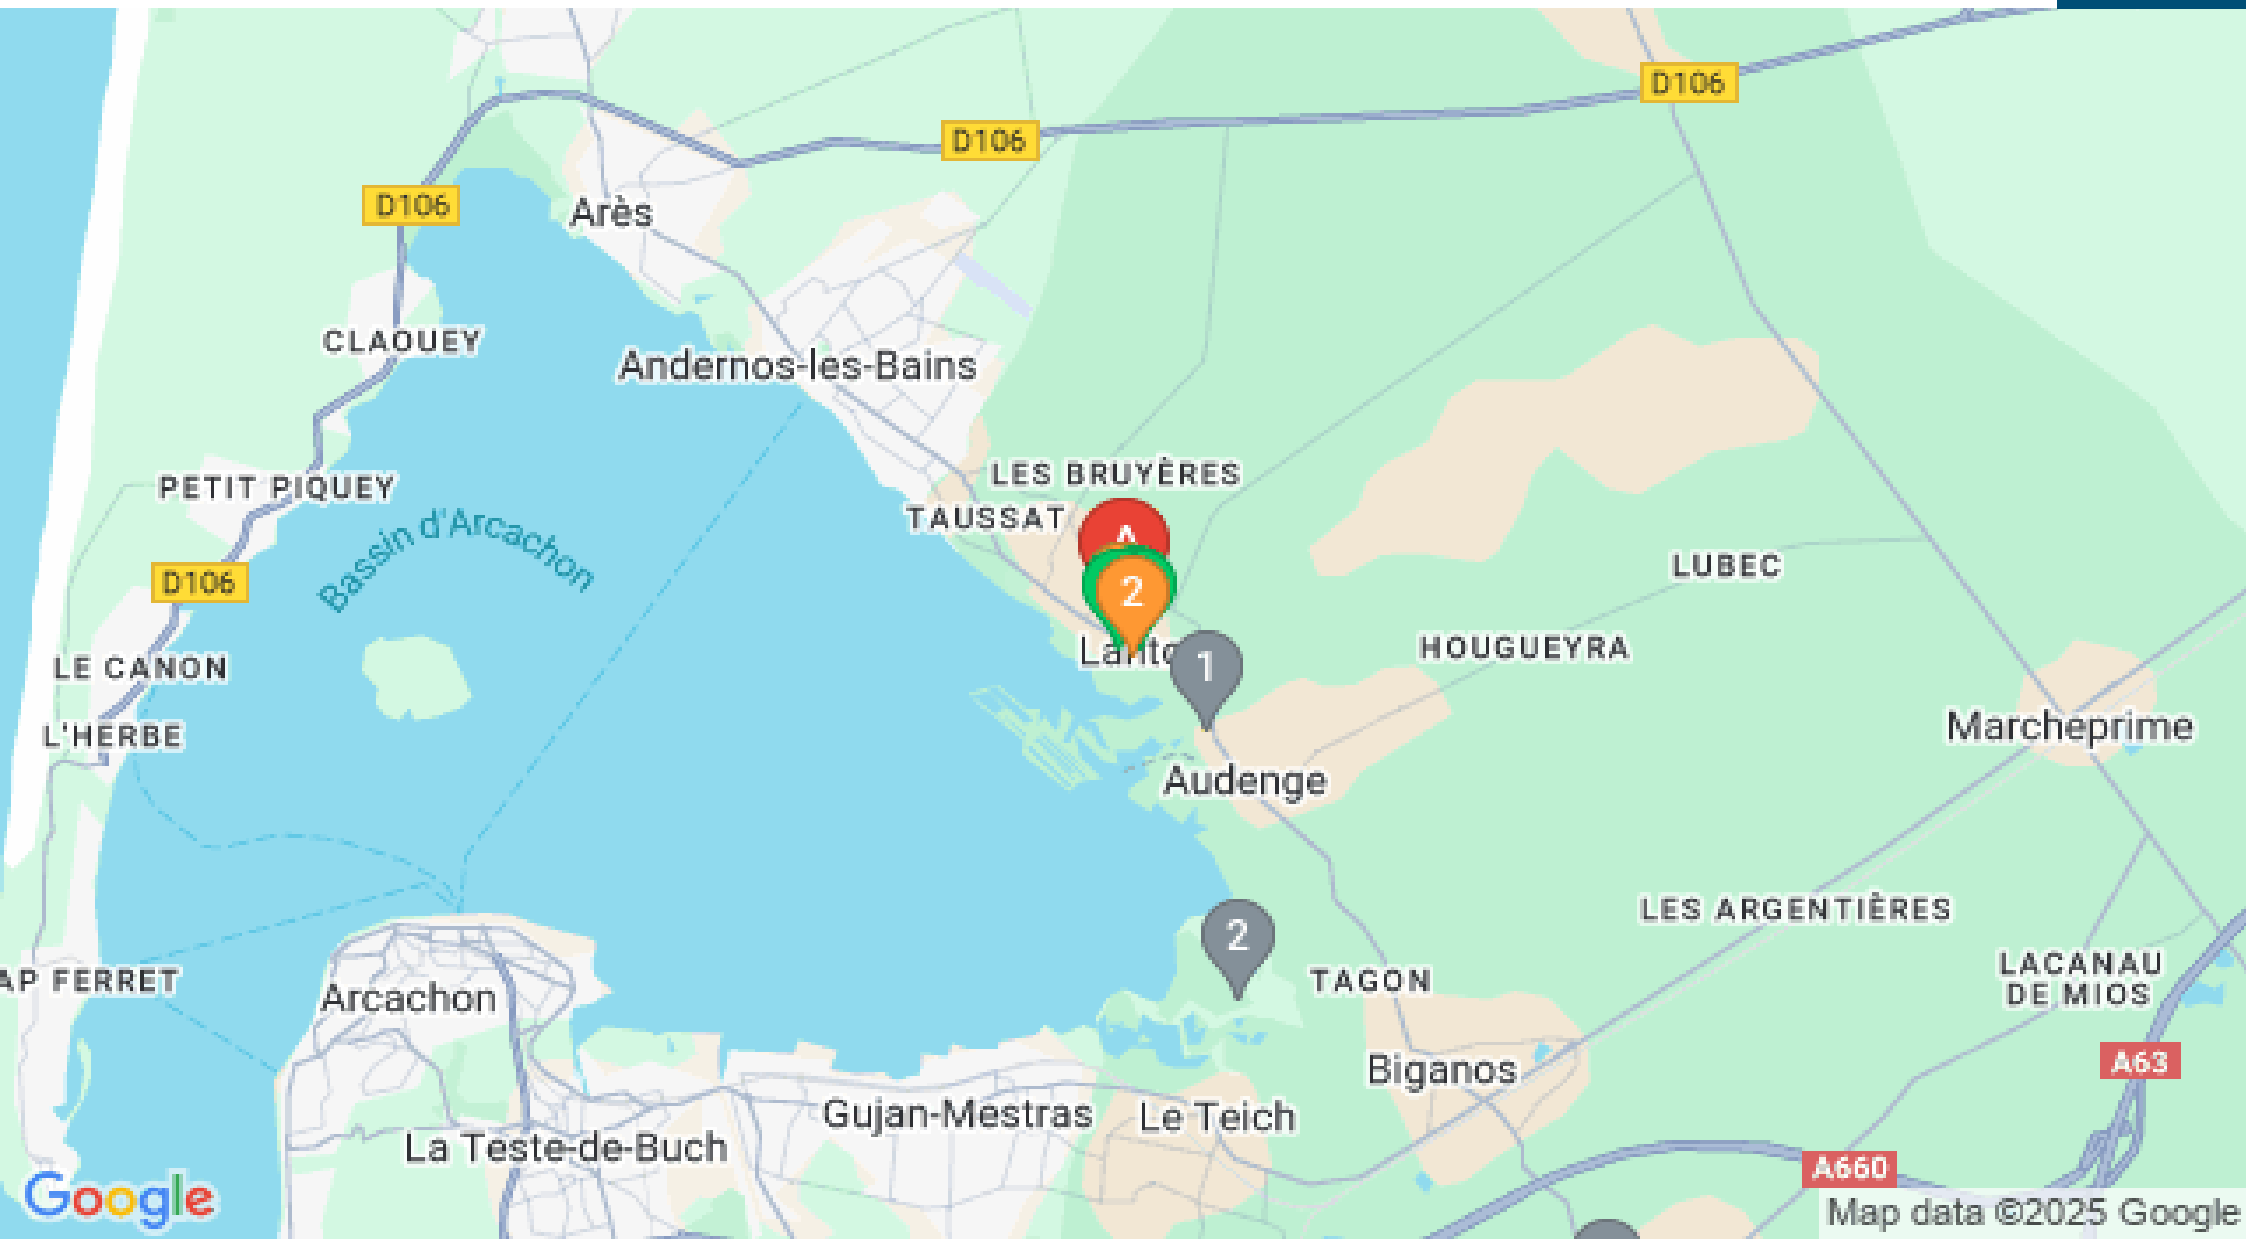 D106
D106
D106
Arès
CLAOUEY
Andernos-les-Bains
LES BRUYÈRES
PETIT PIQUEY
TAUSSAT
Bassin d'Arcachon
A
LUBEC
D106
2
HOUGUEYRA
LE CANON
1
L'HERBE
Marcheprime
Audenge
LES ARGENTIÈRES
2
AP FERRET
TAGON
LACANAU
DE MIOS
Arcachon
Biganos
A63
Gujan-Mestras
Le Teich
La Teste-de-Buch
A660
Google
Map data ©2025 Google